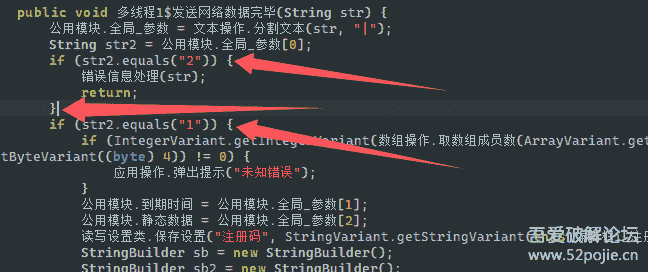 public void 多线程1$发送网络数据完毕(String str) {
公用模块.全局_参数 = 文本操作.分割文本(str, "|");
String str2 = 公用模块.全局_参数[0];
if (str2.equals("2")) {
错误信息处理(str);
return;
}
if (str2.equals("1")) {
if (IntegerVariant.getIntegerVariant(数组操作.取数组成员数(ArrayVariant.get
tByteVariant((byte) 4)) != 0) {
应用操作.弹出提示("未知错误");
}
公用模块.到期时间 = 公用模块.全局_参数[1];
公用模块.静态数据 = 公用模块.全局_参数[2];
读写设置类.保存设置("注册码", StringVariant.getStringVariant(
StringBuilder sb = new StringBuilder();
StringBuilder sb2 = new StringBuilder();
吾爱破解论坛
www.52pojie.cn